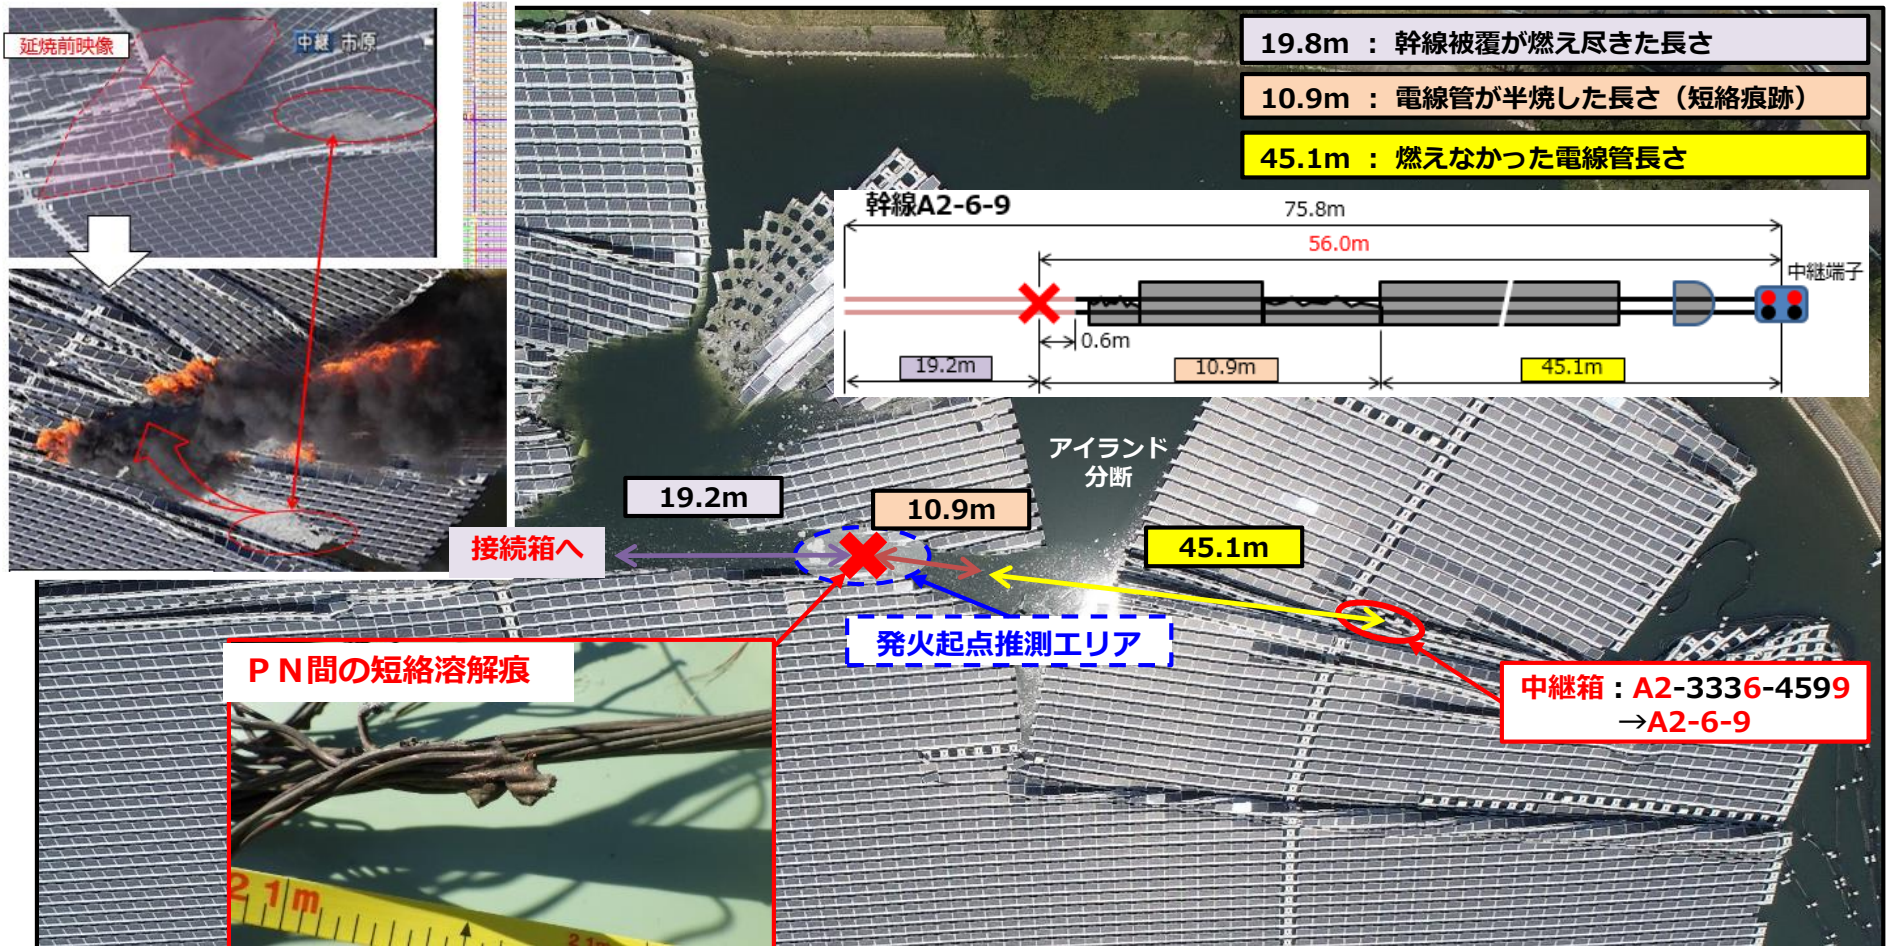 延焼前映像
中継 市原
19.8m : 幹線被覆が燃え尽きた長さ
10.9m : 電線管が半焼した長さ（短絡痕跡）
45.1m : 燃えなかった電線管長さ
幹線A2-6-9
75.8m
56.0m
中継端子
0.6m
19.2m
10.9m
45.1m
アイランド
分断
19.2m
10.9m
45.1m
接続箱へ
発火起点推測エリア
ＰＮ間の短絡溶解痕
中継箱：A2-3336-4599
→A2-6-9
2 1m
2.1m